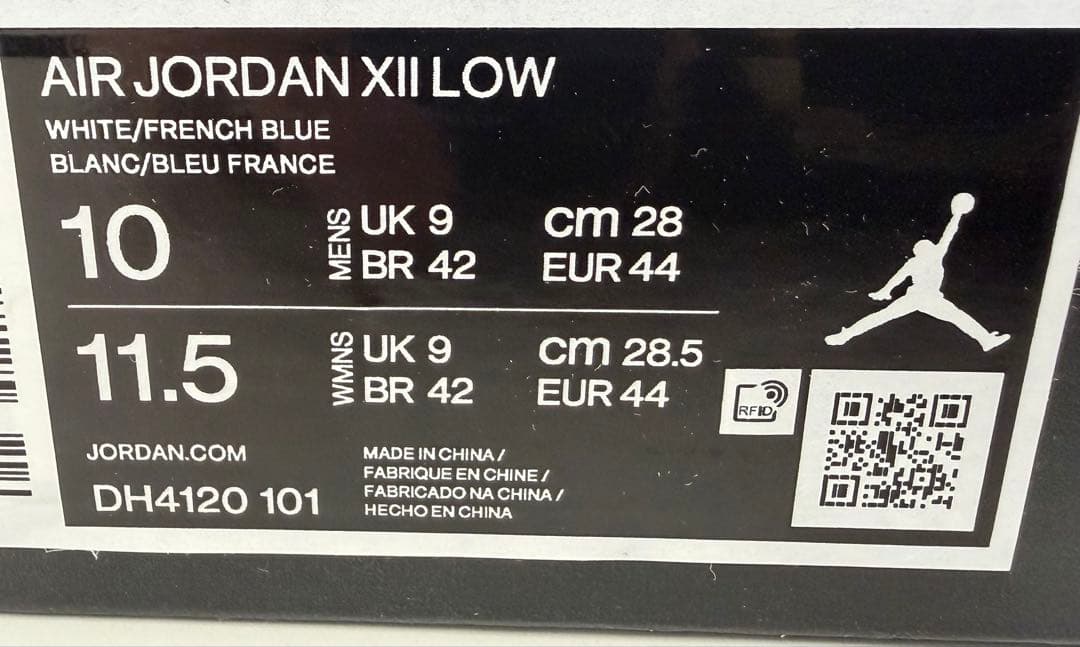 AIR JORDAN XII LOW
WHITE/FRENCH BLUE
BLANC/BLEU FRANCE
10 MENS UK 9 cm 28
BR 42 EUR 44
11.5 WMNS UK 9 cm 28.5
BR 42 EUR 44
RFID
JORDAN.COM
DH4120 101
MADE IN CHINA /
FABRIQUE EN CHINE /
FABRICADO NA CHINA /
HECHO EN CHINA